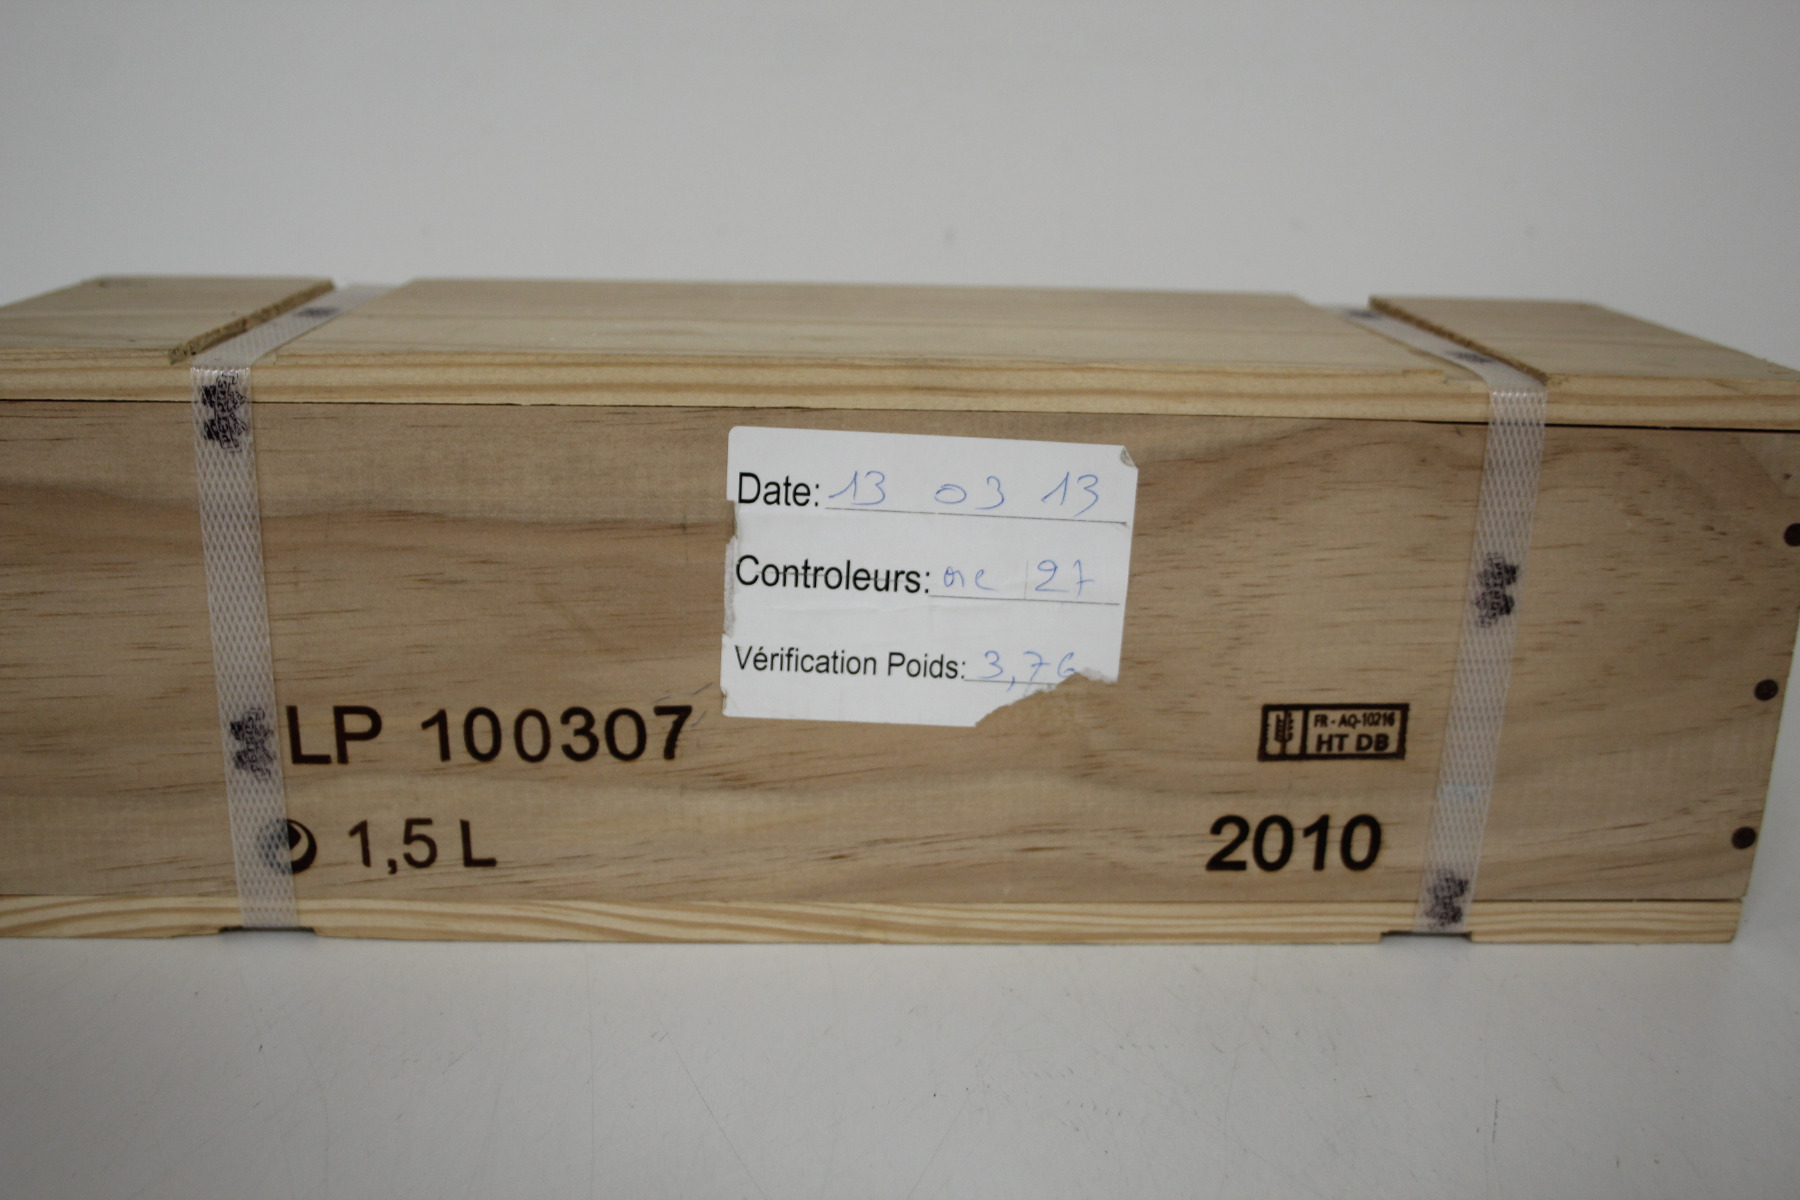 Date: 13 03 13
Controleurs: 27
Vérification Poids: 3,76
LP 100307
FR - AQ-10216
HT DB
1,5 L
2010